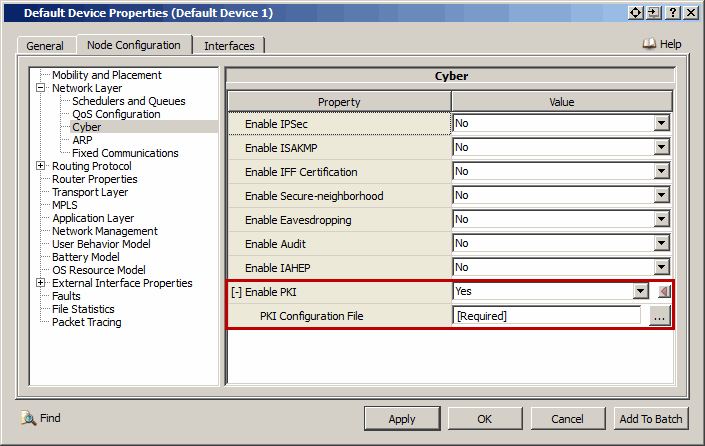 Default Device Properties (Default Device 1)
General
Node Configuration
Interfaces
Help
Mobility and Placement
Network Layer
Schedulers and Queues
QoS Configuration
Cyber
ARP
Fixed Communications
Routing Protocol
Router Properties
Transport Layer
MPLS
Application Layer
Network Management
User Behavior Model
Battery Model
OS Resource Model
External Interface Properties
Faults
File Statistics
Packet Tracing
Cyber
Property Value
Enable IPSec No
Enable ISAKMP No
Enable IFF Certification No
Enable Secure-neighborhood No
Enable Eavesdropping No
Enable Audit No
Enable IAHEP No
[-] Enable PKI Yes
PKI Configuration File [Required] ...
Find
Apply
OK
Cancel
Add To Batch